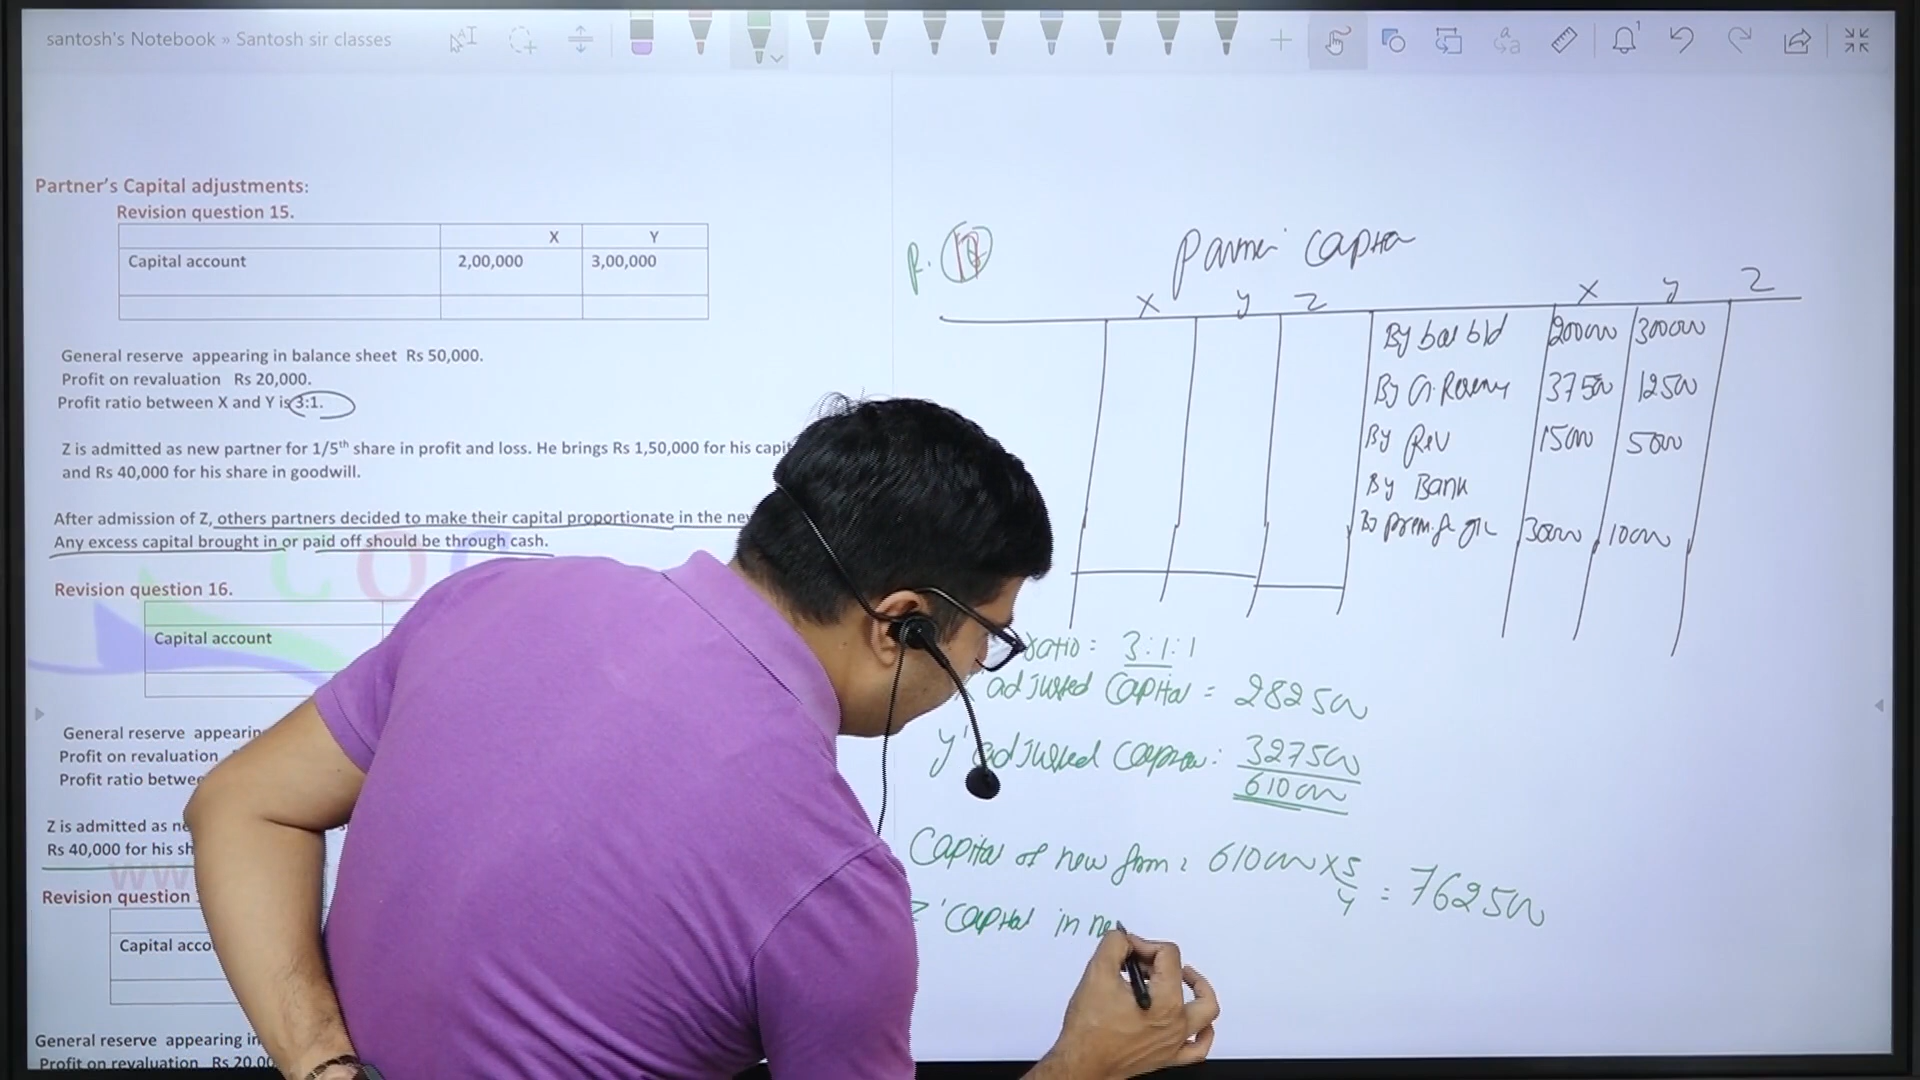 santosh's Notebook » Santosh sir classes
Partner's Capital adjustments:
Revision question 15.
X Y
Capital account 2,00,000 3,00,000
General reserve appearing in balance sheet Rs 50,000.
Profit on revaluation Rs 20,000.
Profit ratio between X and Y is 3:1.
Z is admitted as new partner for 1/5th share in profit and loss. He brings Rs 1,50,000 for his capi
and Rs 40,000 for his share in goodwill.
After admission of Z, others partners decided to make their capital proportionate in the ne
Any excess capital brought in or paid off should be through cash.
Revision question 16.
Capital account
General reserve appearin
Profit on revaluation
Profit ratio betwee
Z is admitted as ne
Rs 40,000 for his sh
Revision question
Capital acco
General reserve appearing in
Profit on revaluation Rs 20,00
X Y Z X Y Z
By bal b/d 200000 300000
By G. Reserve 37500 12500
By Rev 15000 5000
By Bank
30000 10000
ratio = 3:1:1
adjusted Capital = 282500
y' adjusted Capital: 327500
610000
Capital of new firm = 610000 × 5/4 = 762500
Z' Capital in ne